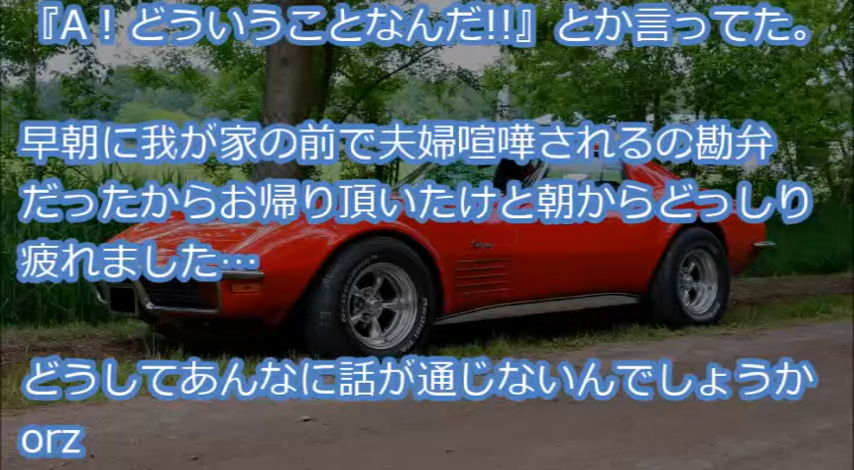 『A！どういうことなんだ!!』とか言ってた。
早朝に我が家の前で夫婦喧嘩されるの勘弁
だったからお帰り頂いたけど朝からどっしり
疲れました…
どうしてあんなに話が通じないんでしょうか
orz